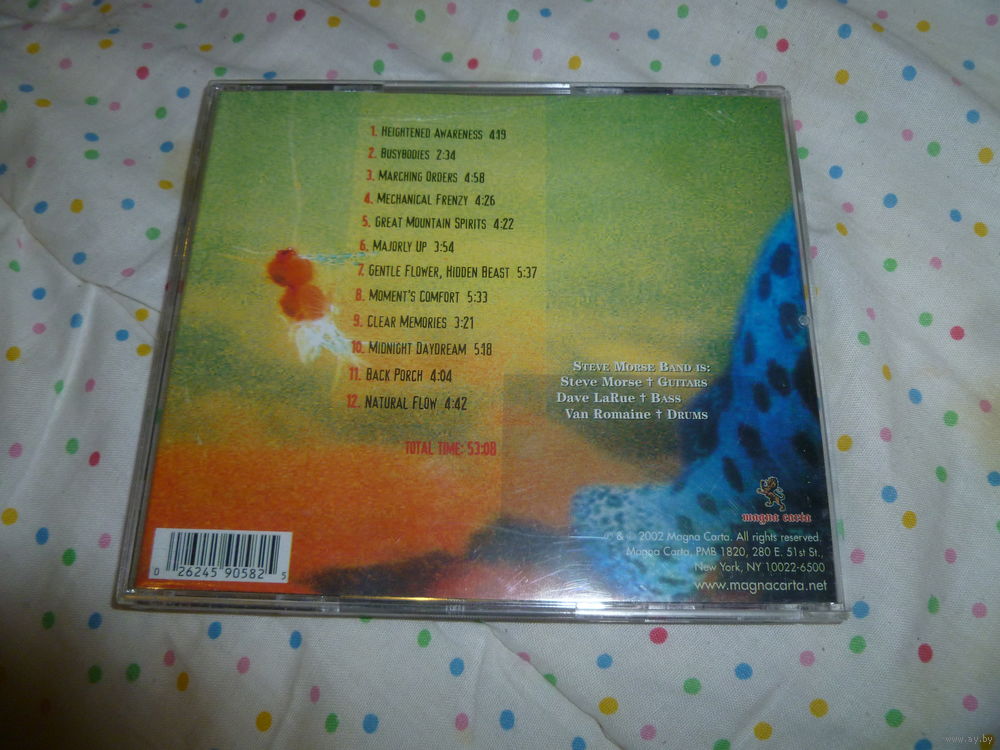 1. HEIGHTENED AWARENESS 4:19
2. BUSYBODIES 2:34
3. MARCHING ORDERS 4:58
4. MECHANICAL FRENZY 4:26
5. GREAT MOUNTAIN SPIRITS 4:22
6. MAJORLY UP 3:54
7. GENTLE FLOWER, HIDDEN BEAST 5:37
8. MOMENT'S COMFORT 5:33
9. CLEAR MEMORIES 3:21
10. MIDNIGHT DAYDREAM 5:18
11. BACK PORCH 4:04
12. NATURAL FLOW 4:42
TOTAL TIME: 53:08
STEVE MORSE BAND IS:
STEVE MORSE † GUITARS
DAVE LARUE † BASS
VAN ROMAINE † DRUMS
magna carta
℗ & © 2002 Magna Carta. All rights reserved.
Magna Carta, PMB 1820, 280 E. 51st St.,
New York, NY 10022-6500
www.magnacarta.net
0 26245 90582 5
www.ay.by